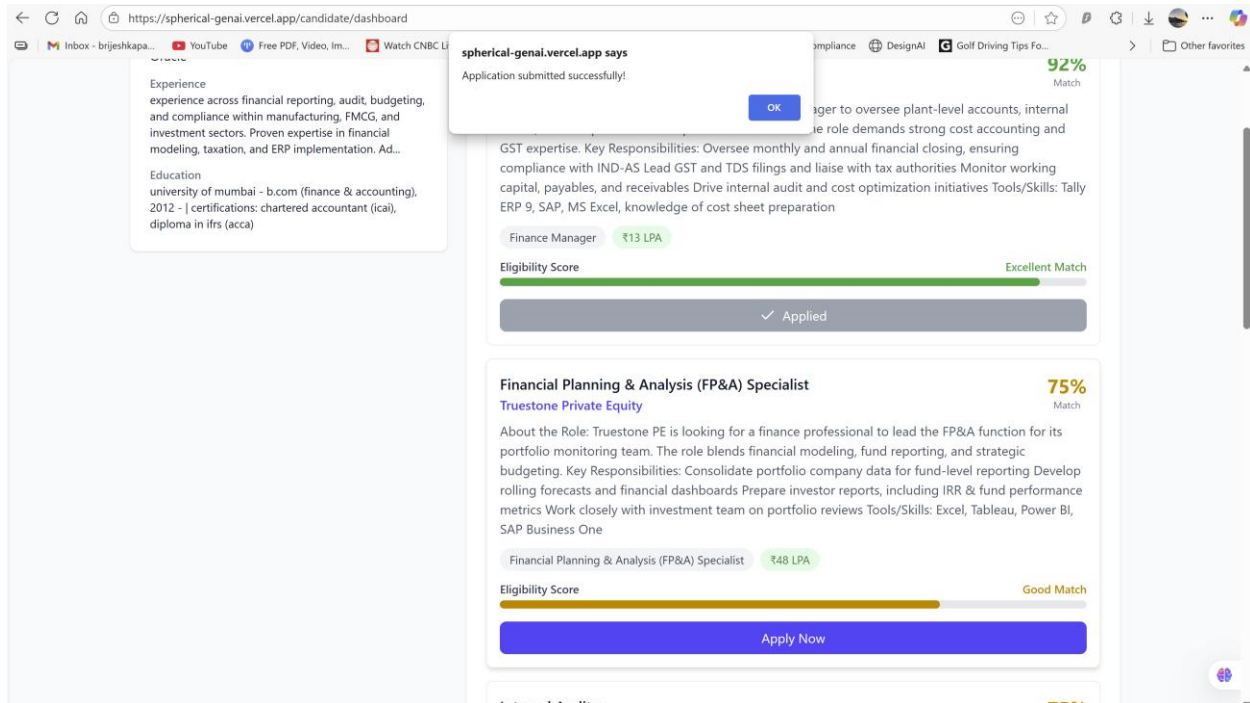 https://spherical-genai.vercel.app/candidate/dashboard
Inbox - brijeshkapa...
YouTube
Free PDF, Video, Im...
Watch CNBC Li
ompliance
DesignAI
Golf Driving Tips Fo...
Other favorites
spherical-genai.vercel.app says
Application submitted successfully!
OK
Oracle
Experience
experience across financial reporting, audit, budgeting,
and compliance within manufacturing, FMCG, and
investment sectors. Proven expertise in financial
modeling, taxation, and ERP implementation. Ad...
Education
university of mumbai - b.com (finance & accounting),
2012 - | certifications: chartered accountant (icai),
diploma in ifrs (acca)
92%
Match
ager to oversee plant-level accounts, internal
e role demands strong cost accounting and
GST expertise. Key Responsibilities: Oversee monthly and annual financial closing, ensuring
compliance with IND-AS Lead GST and TDS filings and liaise with tax authorities Monitor working
capital, payables, and receivables Drive internal audit and cost optimization initiatives Tools/Skills: Tally
ERP 9, SAP, MS Excel, knowledge of cost sheet preparation
Finance Manager
₹13 LPA
Eligibility Score
Excellent Match
Applied
Financial Planning & Analysis (FP&A) Specialist
75%
Truestone Private Equity
Match
About the Role: Truestone PE is looking for a finance professional to lead the FP&A function for its
portfolio monitoring team. The role blends financial modeling, fund reporting, and strategic
budgeting. Key Responsibilities: Consolidate portfolio company data for fund-level reporting Develop
rolling forecasts and financial dashboards Prepare investor reports, including IRR & fund performance
metrics Work closely with investment team on portfolio reviews Tools/Skills: Excel, Tableau, Power BI,
SAP Business One
Financial Planning & Analysis (FP&A) Specialist
₹48 LPA
Eligibility Score
Good Match
Apply Now